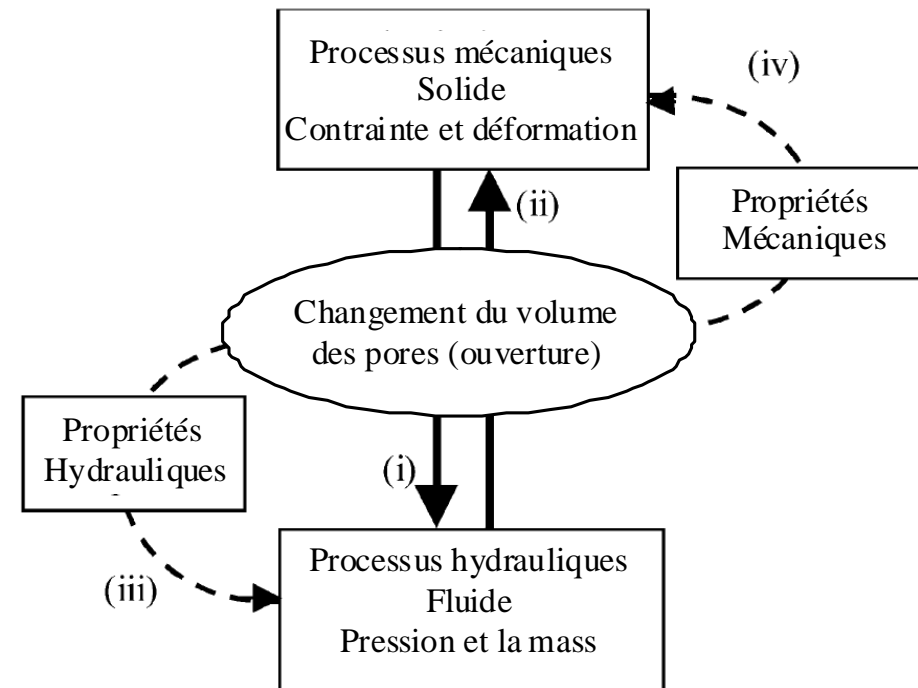 Processus mécaniques
Solide
Contrainte et déformation
(iv)
(ii)
Propriétés
Mécaniques
Changement du volume
des pores (ouverture)
Propriétés
Hydrauliques
(i)
(iii)
Processus hydrauliques
Fluide
Pression et la mass